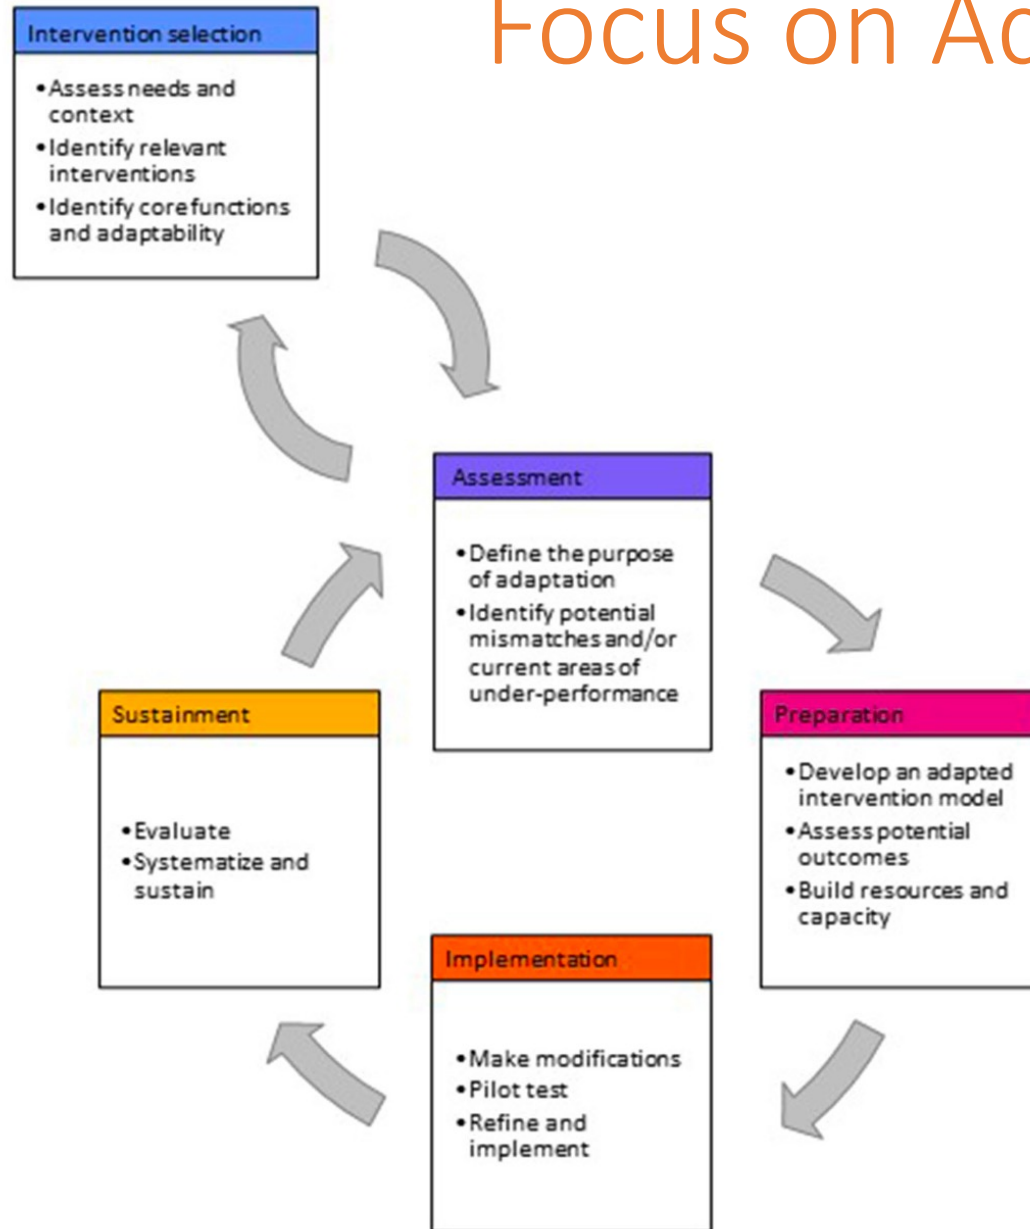 Focus on Ad
Intervention selection
•Assess needs and
context
•Identify relevant
interventions
•Identify core functions
and adaptability
Assessment
•Define the purpose
of adaptation
•Identify potential
mismatches and/or
current areas of
under-performance
Sustainment
•Evaluate
•Systematize and
sustain
Preparation
•Develop an adapted
intervention model
•Assess potential
outcomes
•Build resources and
capacity
Implementation
•Make modifications
•Pilot test
•Refine and
implement